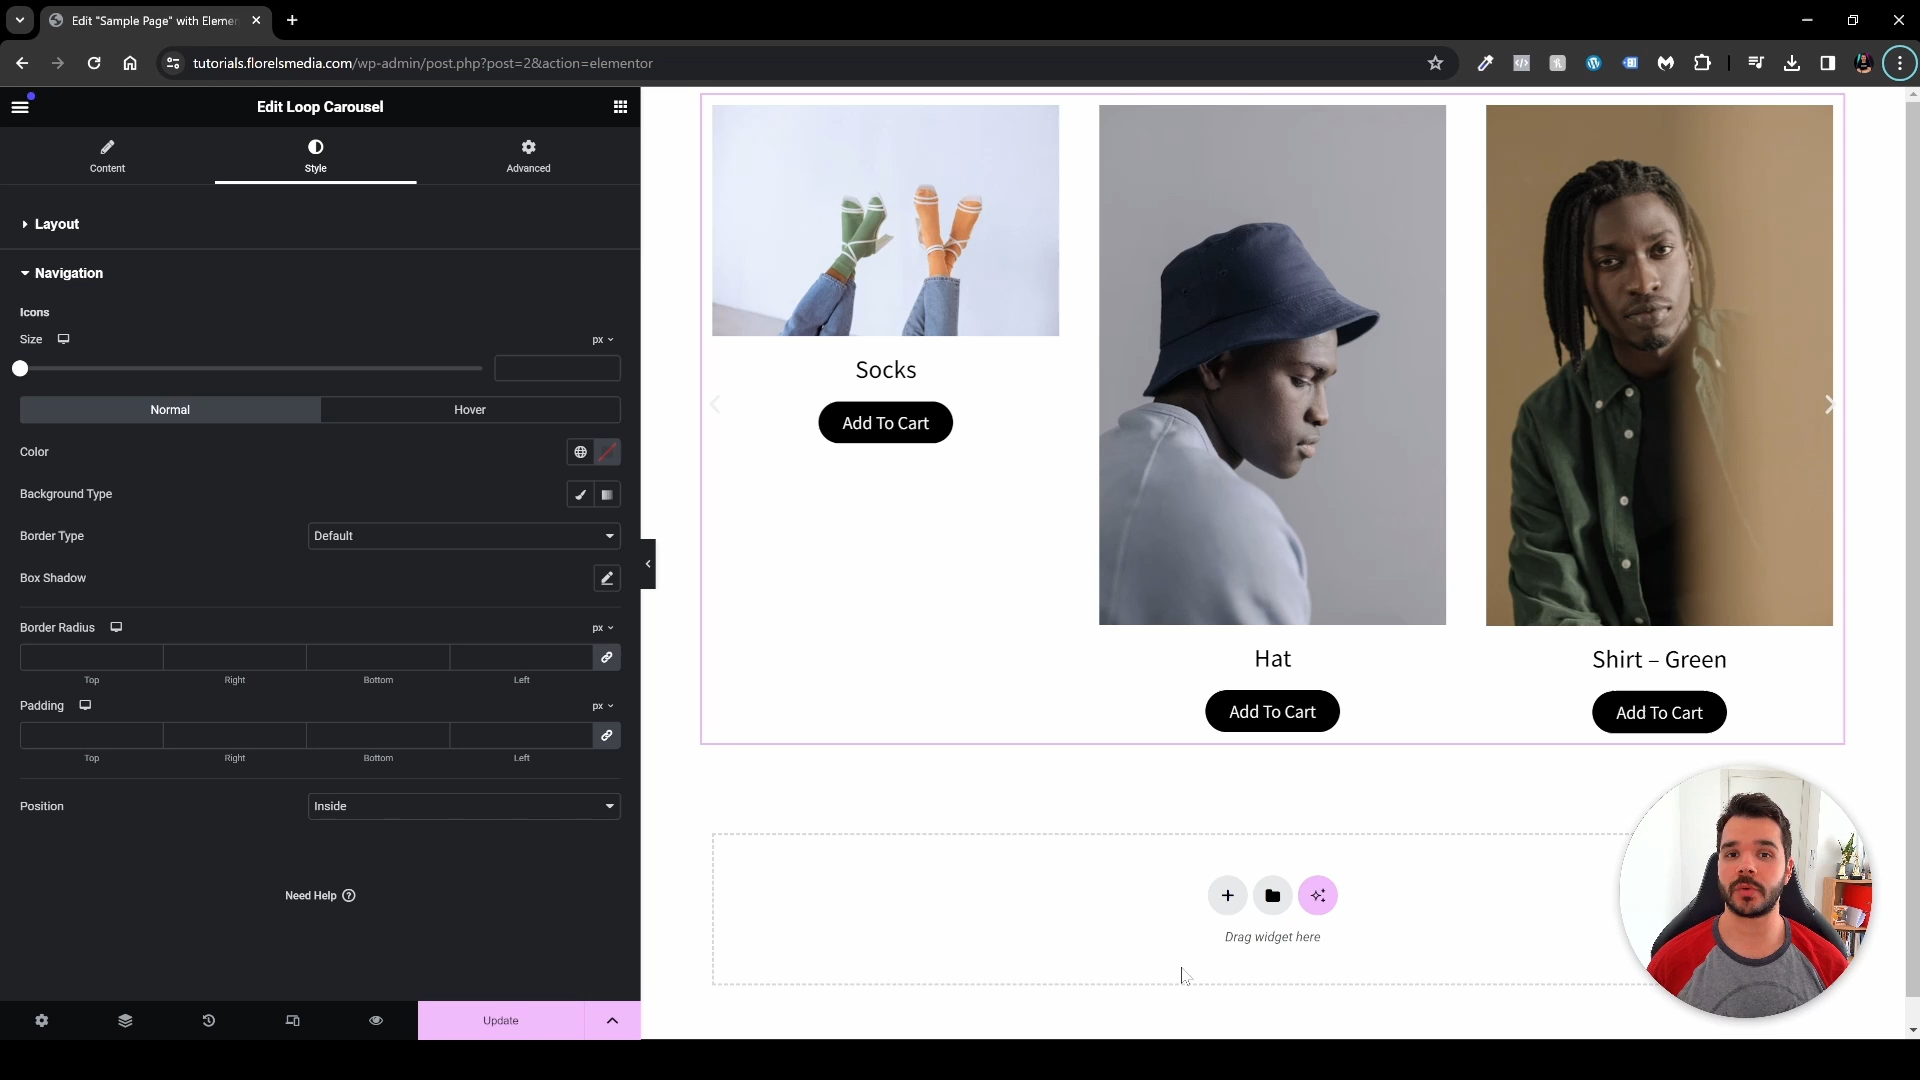 Edit "Sample Page" with Elemen
tutorials.florelsmedia.com/wp-admin/post.php?post=2&action=elementor
Edit Loop Carousel
Content
Style
Advanced
Layout
Navigation
Icons
Size
px
Normal
Hover
Color
Background Type
Border Type
Default
Box Shadow
Border Radius
px
Top
Right
Bottom
Left
Padding
px
Top
Right
Bottom
Left
Position
Inside
Need Help
Update
Socks
Add To Cart
Hat
Add To Cart
Shirt – Green
Add To Cart
Drag widget here